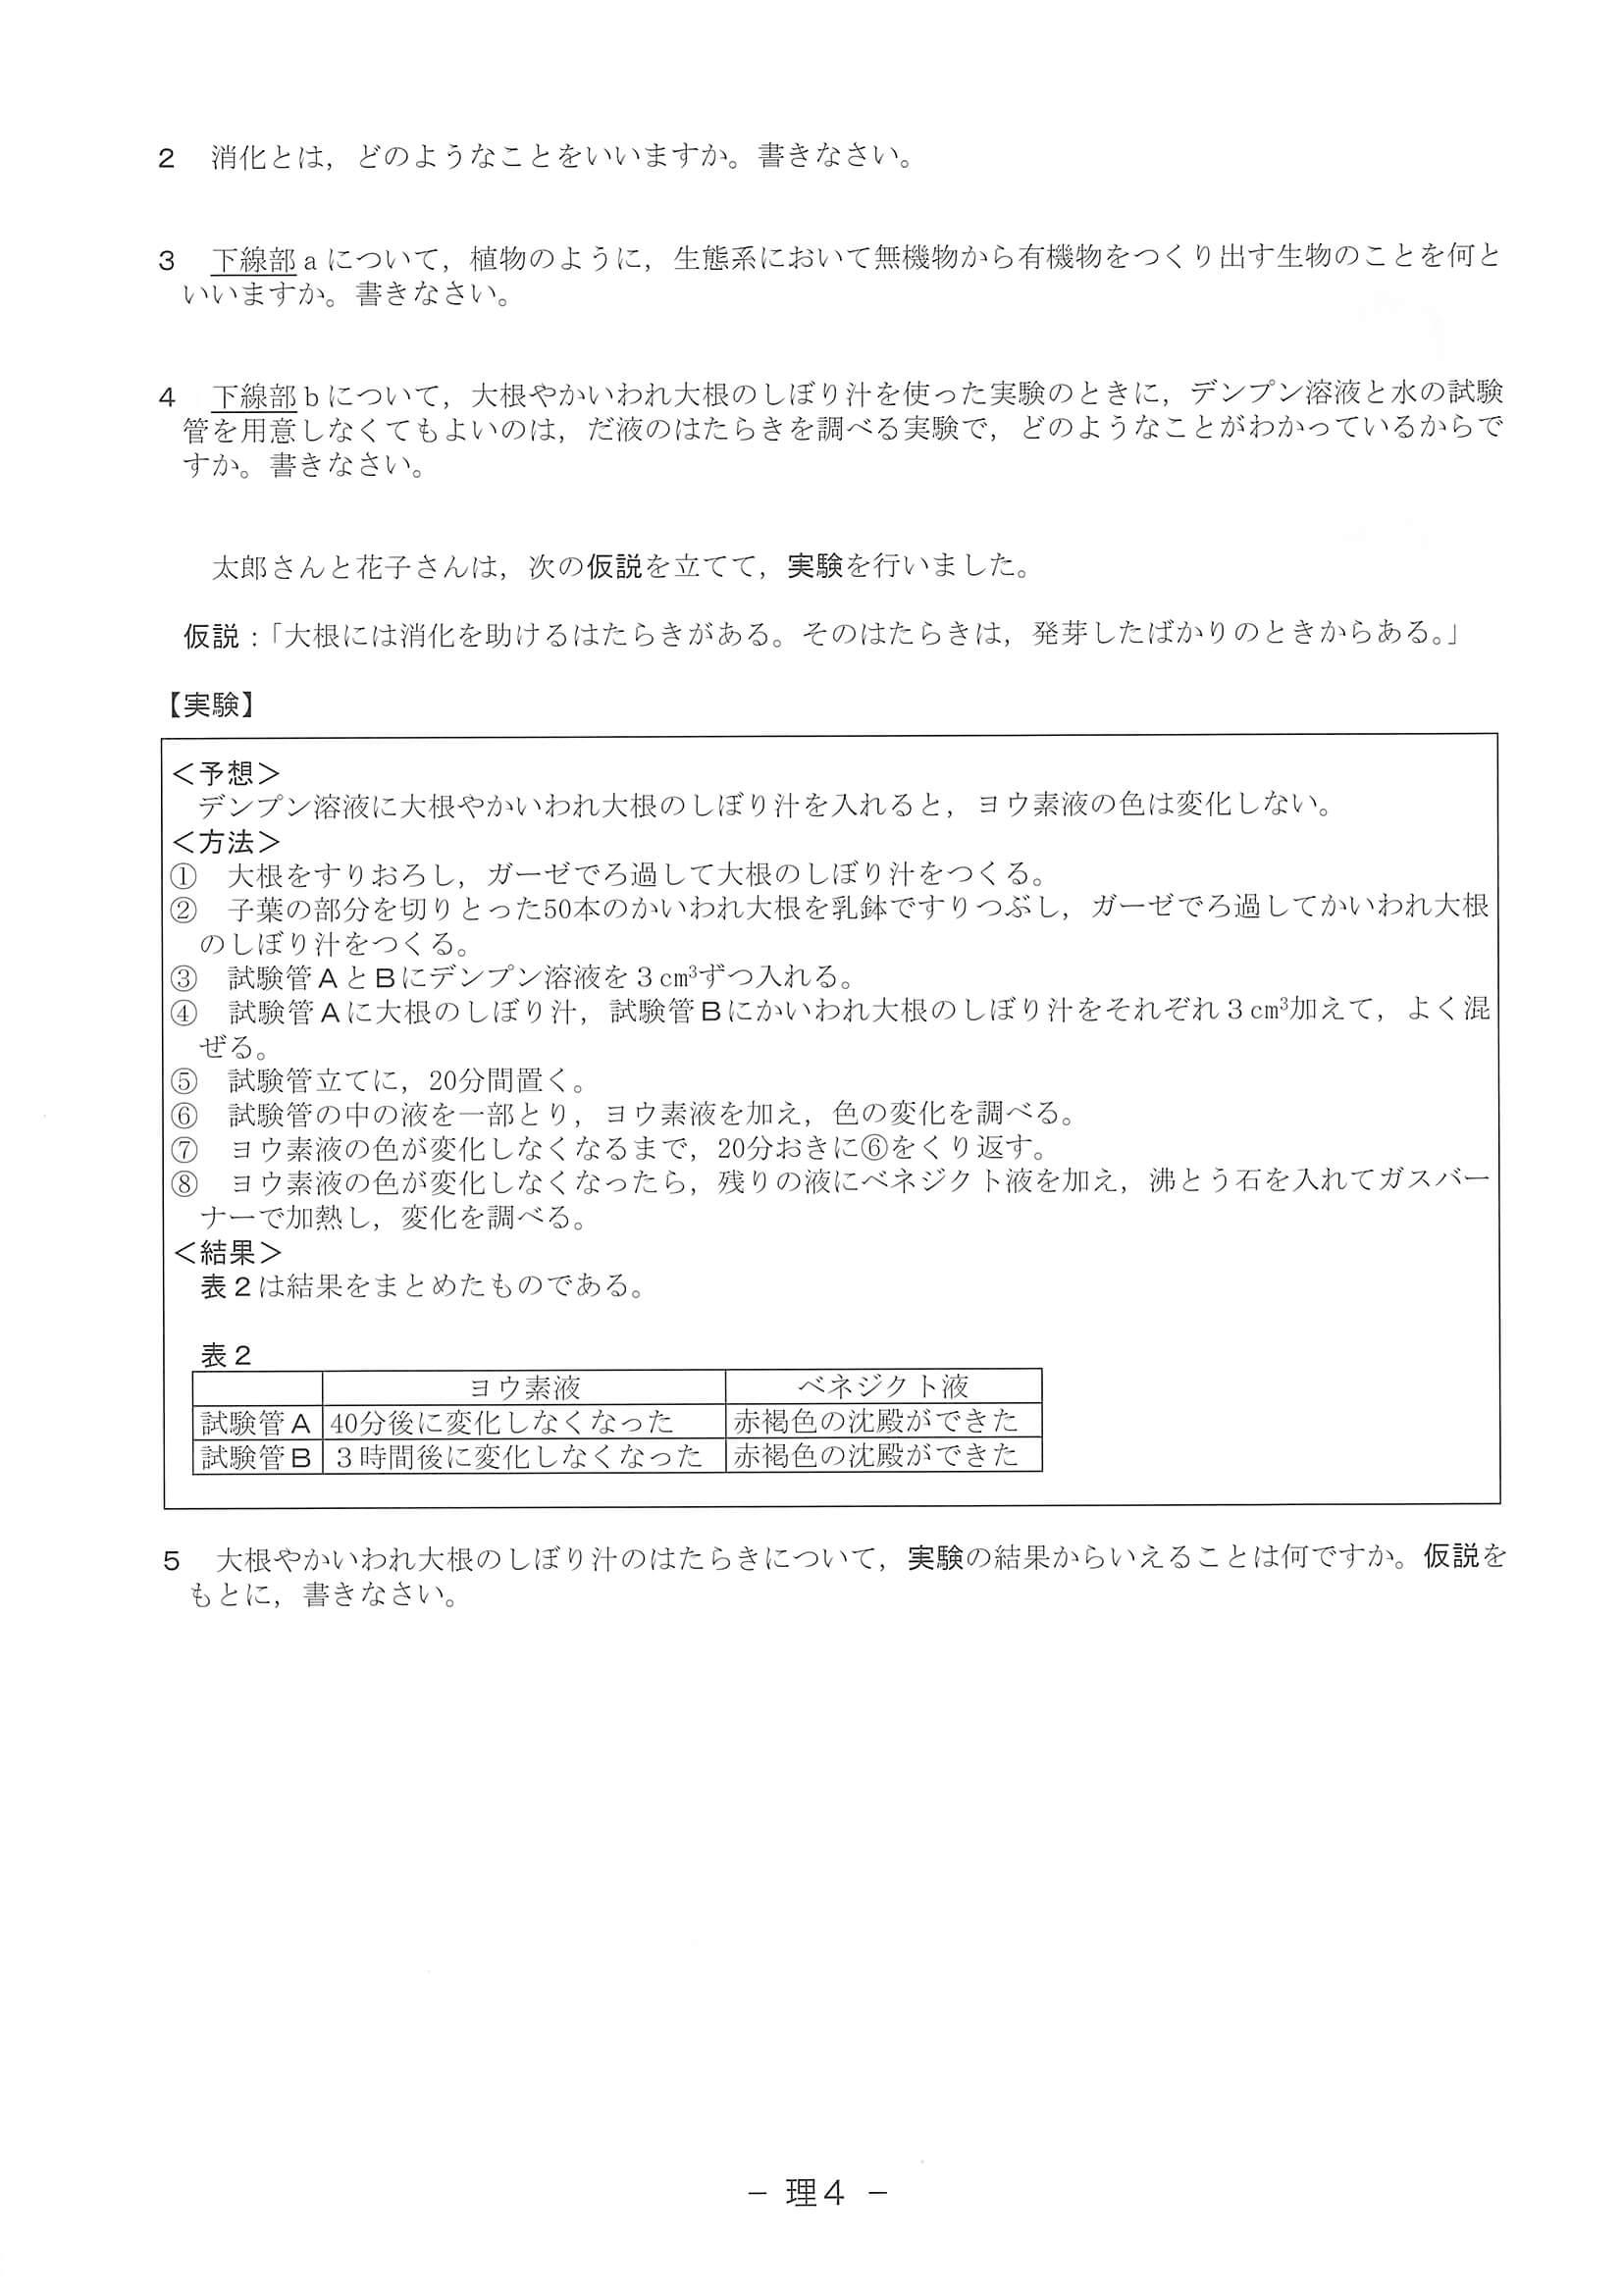 2　消化とは，どのようなことをいいますか。書きなさい。
3　下線部aについて，植物のように，生態系において無機物から有機物をつくり出す生物のことを何と
いいますか。書きなさい。
4　下線部bについて，大根やかいわれ大根のしぼり汁を使った実験のときに，デンプン溶液と水の試験
管を用意しなくてもよいのは，だ液のはたらきを調べる実験で，どのようなことがわかっているからで
すか。書きなさい。
太郎さんと花子さんは，次の仮説を立てて，実験を行いました。
仮説：「大根には消化を助けるはたらきがある。そのはたらきは，発芽したばかりのときからある。」
【実験】
＜予想＞
デンプン溶液に大根やかいわれ大根のしぼり汁を入れると，ヨウ素液の色は変化しない。
＜方法＞
①　大根をすりおろし，ガーゼでろ過して大根のしぼり汁をつくる。
②　子葉の部分を切りとった50本のかいわれ大根を乳鉢ですりつぶし，ガーゼでろ過してかいわれ大根
のしぼり汁をつくる。
③　試験管AとBにデンプン溶液を3cm³ずつ入れる。
④　試験管Aに大根のしぼり汁，試験管Bにかいわれ大根のしぼり汁をそれぞれ3cm³加えて，よく混
ぜる。
⑤　試験管立てに，20分間置く。
⑥　試験管の中の液を一部とり，ヨウ素液を加え，色の変化を調べる。
⑦　ヨウ素液の色が変化しなくなるまで，20分おきに⑥をくり返す。
⑧　ヨウ素液の色が変化しなくなったら，残りの液にベネジクト液を加え，沸とう石を入れてガスバー
ナーで加熱し，変化を調べる。
＜結果＞
表2は結果をまとめたものである。
表2
ヨウ素液　ベネジクト液
試験管A　40分後に変化しなくなった　赤褐色の沈殿ができた
試験管B　3時間後に変化しなくなった　赤褐色の沈殿ができた
5　大根やかいわれ大根のしぼり汁のはたらきについて，実験の結果からいえることは何ですか。仮説を
もとに，書きなさい。
－ 理4 －